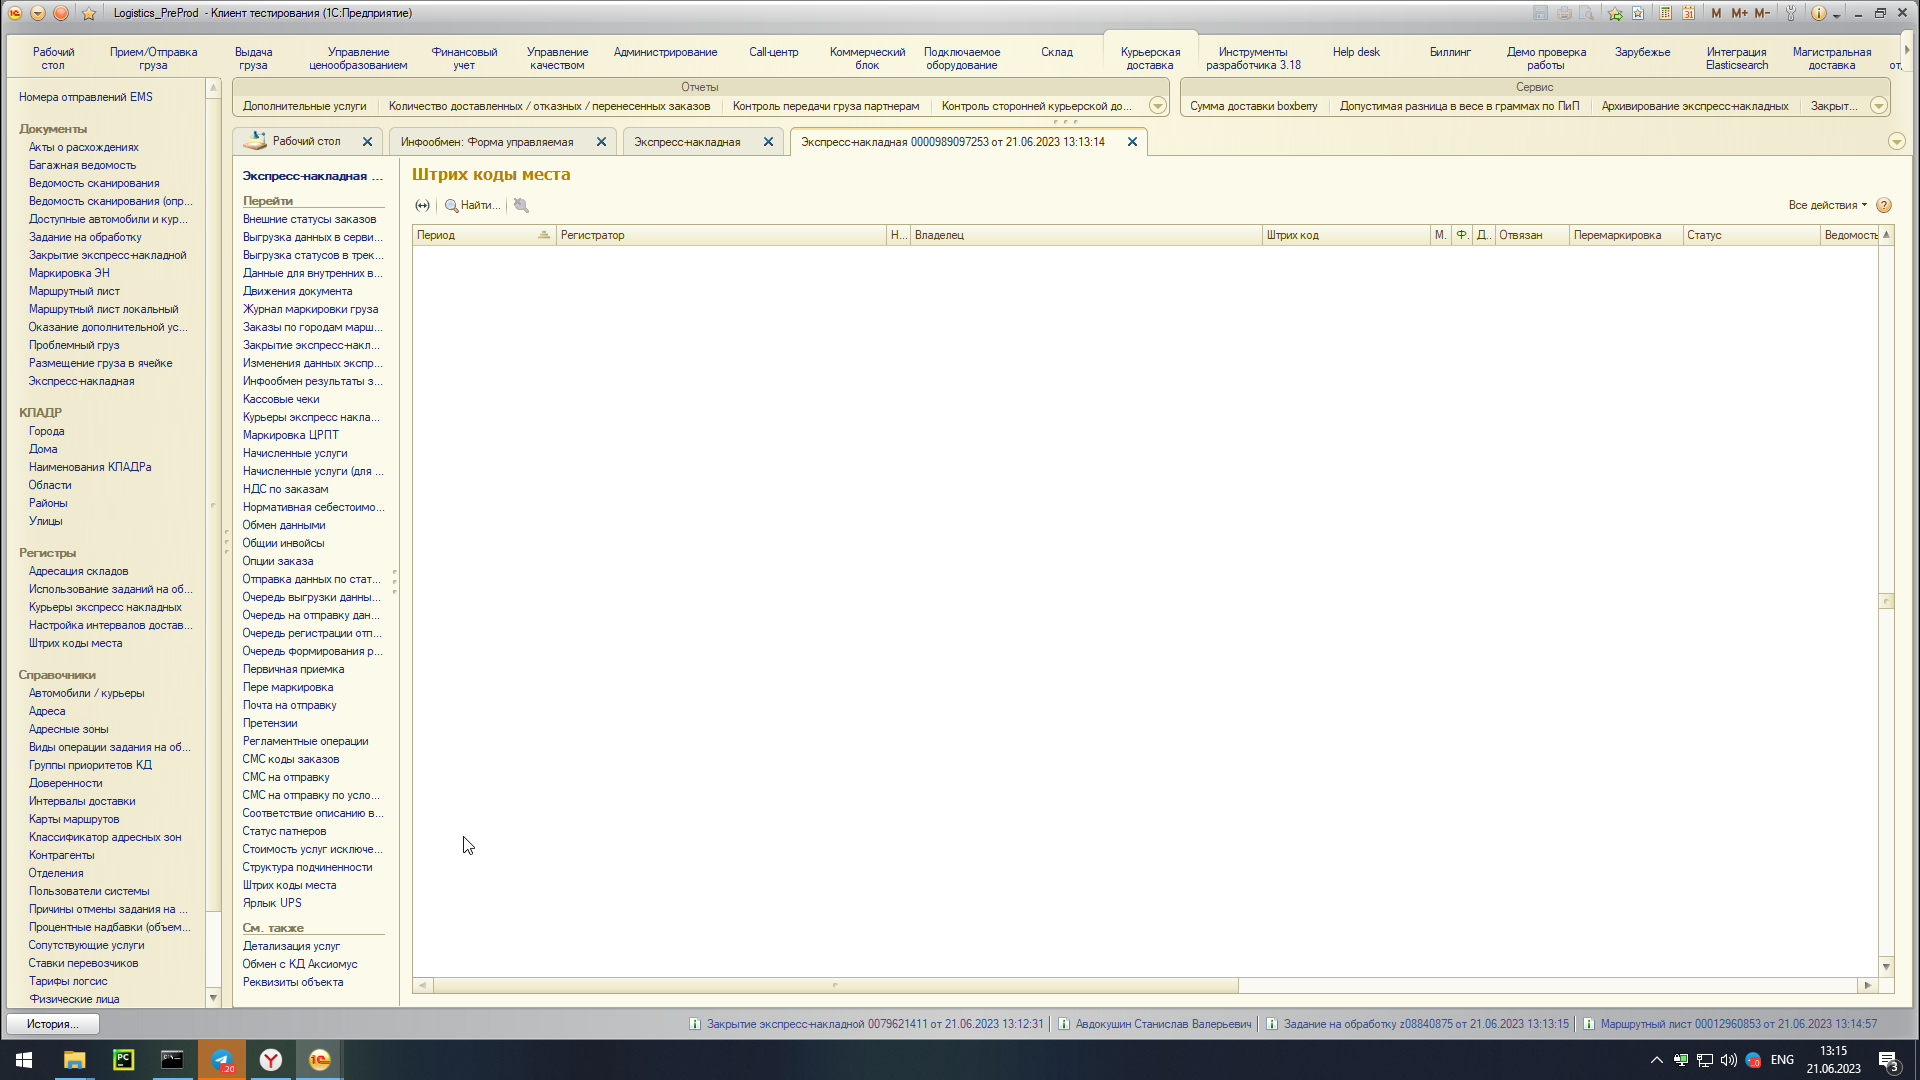 Logistics_PreProd - Клиент тестирования (1С:Предприятие)
M M+ M-
Рабочий стол
Прием/Отправка груза
Выдача груза
Управление ценообразованием
Финансовый учет
Управление качеством
Администрирование
Call-центр
Коммерческий блок
Подключаемое оборудование
Склад
Курьерская доставка
Инструменты разработчика 3.18
Help desk
Биллинг
Демо проверка работы
Зарубежье
Интеграция Elasticsearch
Магистральная доставка
Отчеты
Дополнительные услуги
Количество доставленных / отказных / перенесенных заказов
Контроль передачи груза партнерам
Контроль сторонней курьерской до...
Сервис
Сумма доставки boxberry
Допустимая разница в весе в граммах по ПиП
Архивирование экспресс-накладных
Закрыт...
Рабочий стол
Инфообмен: Форма управляемая
Экспресс-накладная
Экспресс-накладная 0000989097253 от 21.06.2023 13:13:14
Номера отправлений EMS
Документы
Акты о расхождениях
Багажная ведомость
Ведомость сканирования
Ведомость сканирования (опр...
Доступные автомобили и кур...
Задание на обработку
Закрытие экспресс-накладной
Маркировка ЭН
Маршрутный лист
Маршрутный лист локальный
Оказание дополнительной ус...
Проблемный груз
Размещение груза в ячейке
Экспресс-накладная
КЛАДР
Города
Дома
Наименования КЛАДРа
Области
Районы
Улицы
Регистры
Адресация складов
Использование заданий на об...
Курьеры экспресс накладных
Настройка интервалов достав...
Штрих коды места
Справочники
Автомобили / курьеры
Адреса
Адресные зоны
Виды операции задания на об...
Группы приоритетов КД
Доверенности
Интервалы доставки
Карты маршрутов
Классификатор адресных зон
Контрагенты
Отделения
Пользователи системы
Причины отмены задания на ...
Процентные надбавки (объем...
Сопутствующие услуги
Ставки перевозчиков
Тарифы логсис
Физические лица
Экспресс-накладная ...
Перейти
Внешние статусы заказов
Выгрузка данных в серви...
Выгрузка статусов в трек...
Данные для внутренних в...
Движения документа
Журнал маркировки груза
Заказы по городам марш...
Закрытие экспресс-накл...
Изменения данных экспр...
Инфообмен результаты з...
Кассовые чеки
Курьеры экспресс накла...
Маркировка ЦРПТ
Начисленные услуги
Начисленные услуги (для ...
НДС по заказам
Нормативная себестоимо...
Обмен данными
Общии инвойсы
Опции заказа
Отправка данных по стат...
Очередь выгрузки данны...
Очередь на отправку дан...
Очередь регистрации отп...
Очередь формирования р...
Первичная приемка
Пере маркировка
Почта на отправку
Претензии
Регламентные операции
СМС коды заказов
СМС на отправку
СМС на отправку по усло...
Соответствие описанию в...
Статус патнеров
Стоимость услуг исключе...
Структура подчиненности
Штрих коды места
Ярлык UPS
См. также
Детализация услуг
Обмен с КД Аксиомус
Реквизиты объекта
Штрих коды места
Найти...
Все действия
Период
Регистратор
Н...
Владелец
Штрих код
М.
Ф.
Д..
Отвязан
Перемаркировка
Статус
Ведомость
История...
Закрытие экспресс-накладной 0079621411 от 21.06.2023 13:12:31
Авдокушин Станислав Валерьевич
Задание на обработку z08840875 от 21.06.2023 13:13:15
Маршрутный лист 00012960853 от 21.06.2023 13:14:57
ENG
13:15
21.06.2023
3